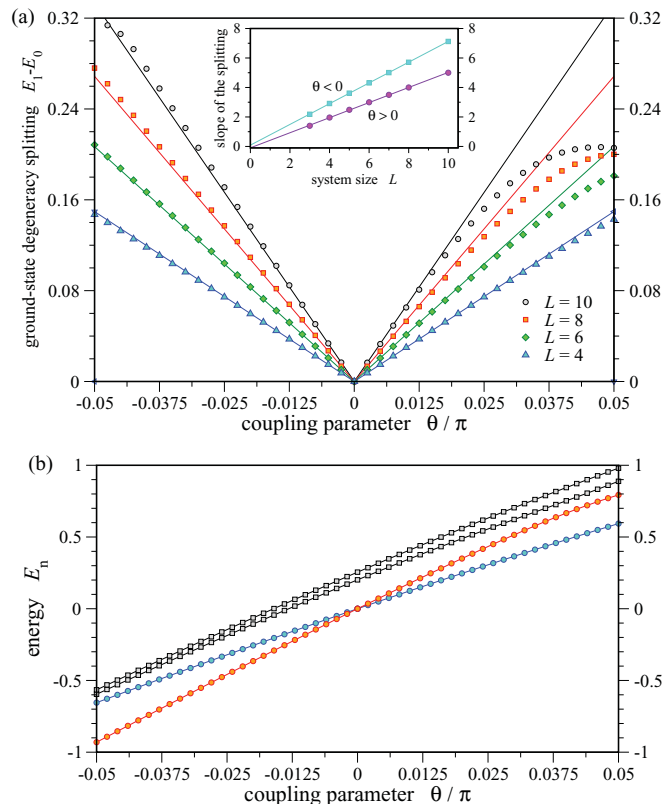 (a)
0.32
0.24
0.16
0.08
0
0.32
0.24
0.16
0.08
0
ground-state degeneracy splitting E₁-E₀
8
6
4
2
0
8
6
4
2
0
slope of the splitting
θ < 0
θ > 0
0 2 4 6 8 10
system size L
L = 10
L = 8
L = 6
L = 4
-0.05 -0.0375 -0.025 -0.0125 0 0.0125 0.025 0.0375 0.05
coupling parameter θ / π
(b)
1
0.5
0
-0.5
-1
1
0.5
0
-0.5
-1
energy Eₙ
-0.05 -0.0375 -0.025 -0.0125 0 0.0125 0.025 0.0375 0.05
coupling parameter θ / π